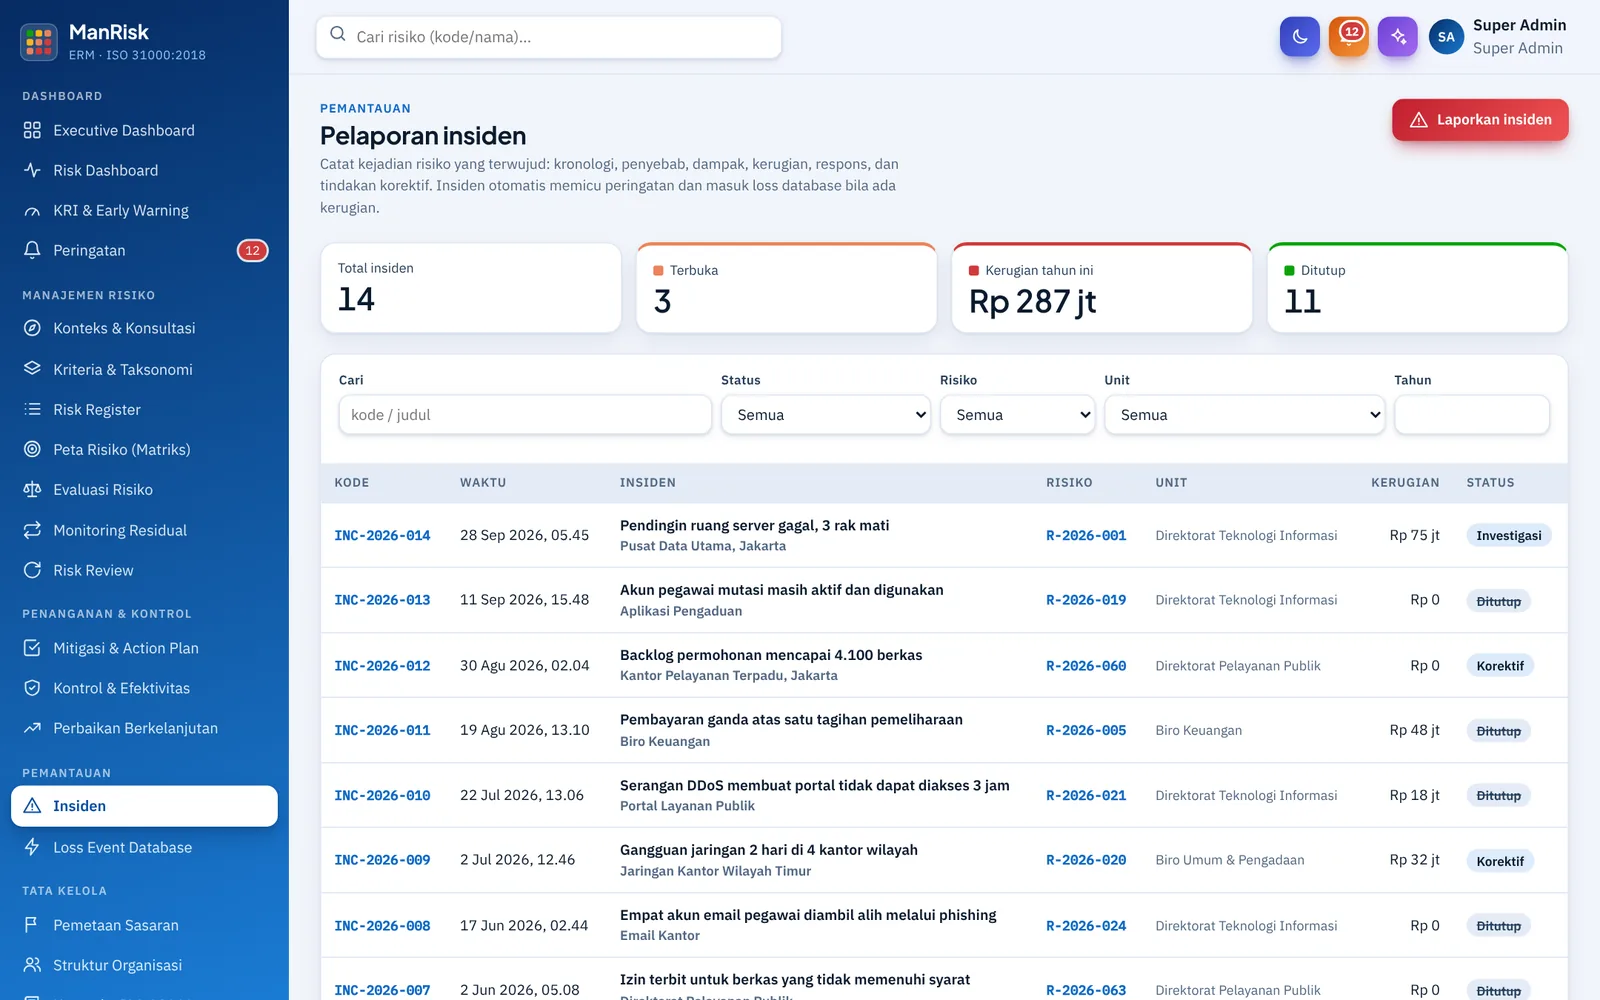 ManRisk
ERM · ISO 31000:2018
DASHBOARD
Executive Dashboard
Risk Dashboard
KRI & Early Warning
Peringatan 12
MANAJEMEN RISIKO
Konteks & Konsultasi
Kriteria & Taksonomi
Risk Register
Peta Risiko (Matriks)
Evaluasi Risiko
Monitoring Residual
Risk Review
PENANGANAN & KONTROL
Mitigasi & Action Plan
Kontrol & Efektivitas
Perbaikan Berkelanjutan
PEMANTAUAN
Insiden
Loss Event Database
TATA KELOLA
Pemetaan Sasaran
Struktur Organisasi
Cari risiko (kode/nama)...
12
SA
Super Admin
Super Admin
PEMANTAUAN
Pelaporan insiden
Catat kejadian risiko yang terwujud: kronologi, penyebab, dampak, kerugian, respons, dan
tindakan korektif. Insiden otomatis memicu peringatan dan masuk loss database bila ada
kerugian.
Laporkan insiden
Total insiden
14
Terbuka
3
Kerugian tahun ini
Rp 287 jt
Ditutup
11
Cari Status Risiko Unit Tahun
kode / judul Semua Semua Semua
KODE WAKTU INSIDEN RISIKO UNIT KERUGIAN STATUS
INC-2026-014 28 Sep 2026, 05.45 Pendingin ruang server gagal, 3 rak mati R-2026-001 Direktorat Teknologi Informasi Rp 75 jt Investigasi
Pusat Data Utama, Jakarta
INC-2026-013 11 Sep 2026, 15.48 Akun pegawai mutasi masih aktif dan digunakan R-2026-019 Direktorat Teknologi Informasi Rp 0 Ditutup
Aplikasi Pengaduan
INC-2026-012 30 Agu 2026, 02.04 Backlog permohonan mencapai 4.100 berkas R-2026-060 Direktorat Pelayanan Publik Rp 0 Korektif
Kantor Pelayanan Terpadu, Jakarta
INC-2026-011 19 Agu 2026, 13.10 Pembayaran ganda atas satu tagihan pemeliharaan R-2026-005 Biro Keuangan Rp 48 jt Ditutup
Biro Keuangan
INC-2026-010 22 Jul 2026, 13.06 Serangan DDoS membuat portal tidak dapat diakses 3 jam R-2026-021 Direktorat Teknologi Informasi Rp 18 jt Ditutup
Portal Layanan Publik
INC-2026-009 2 Jul 2026, 12.46 Gangguan jaringan 2 hari di 4 kantor wilayah R-2026-020 Biro Umum & Pengadaan Rp 32 jt Korektif
Jaringan Kantor Wilayah Timur
INC-2026-008 17 Jun 2026, 02.44 Empat akun email pegawai diambil alih melalui phishing R-2026-024 Direktorat Teknologi Informasi Rp 0 Ditutup
Email Kantor
INC-2026-007 2 Jun 2026, 05.08 Izin terbit untuk berkas yang tidak memenuhi syarat R-2026-063 Direktorat Pelayanan Publik Rp 0 Ditutup
Direktorat Pelayanan Publik